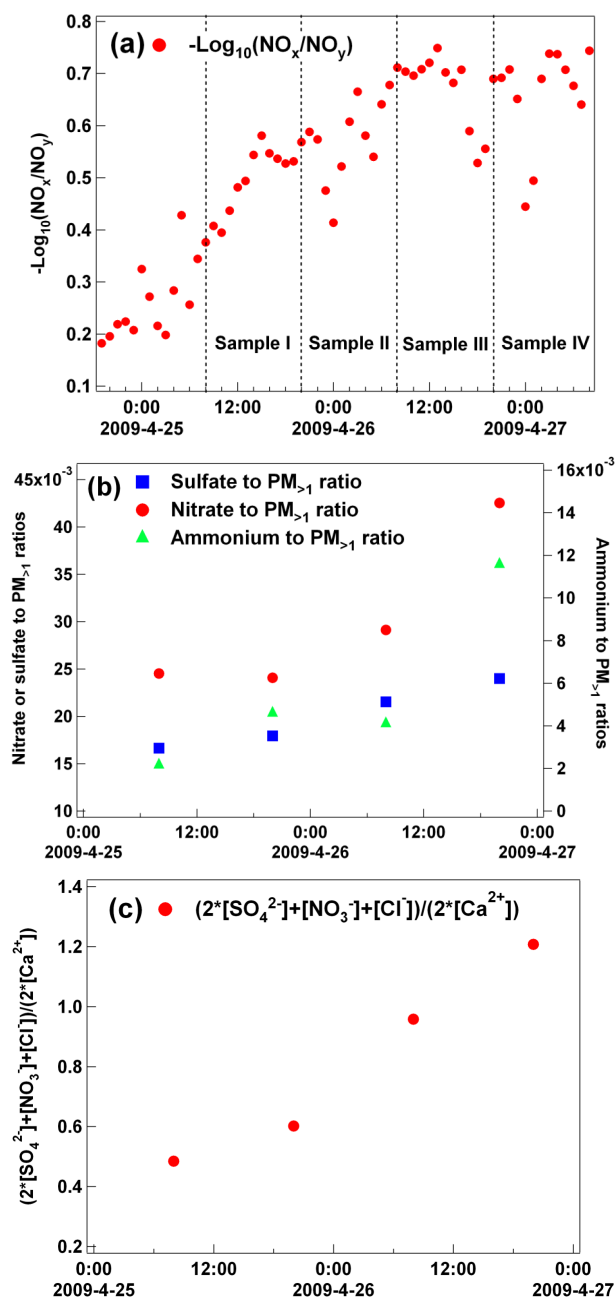 (a) -Log₁₀(NOₓ/NOᵧ)
-Log₁₀(NOₓ/NOᵧ)
0.8
0.7
0.6
0.5
0.4
0.3
0.2
0.1
Sample I Sample II Sample III Sample IV
0:00 12:00 0:00 12:00 0:00
2009-4-25 2009-4-26 2009-4-27
(b) Sulfate to PM>1 ratio
Nitrate to PM>1 ratio
Ammonium to PM>1 ratio
Nitrate or sulfate to PM>1 ratios
45x10⁻³
40
35
30
25
20
15
10
Ammonium to PM>1 ratios
16x10⁻³
14
12
10
8
6
4
2
0
0:00 12:00 0:00 12:00 0:00
2009-4-25 2009-4-26 2009-4-27
(c) (2*[SO₄²⁻]+[NO₃⁻]+[Cl⁻])/(2*[Ca²⁺])
(2*[SO₄²⁻]+[NO₃⁻]+[Cl⁻])/(2*[Ca²⁺])
1.4
1.2
1.0
0.8
0.6
0.4
0.2
0:00 12:00 0:00 12:00 0:00
2009-4-25 2009-4-26 2009-4-27